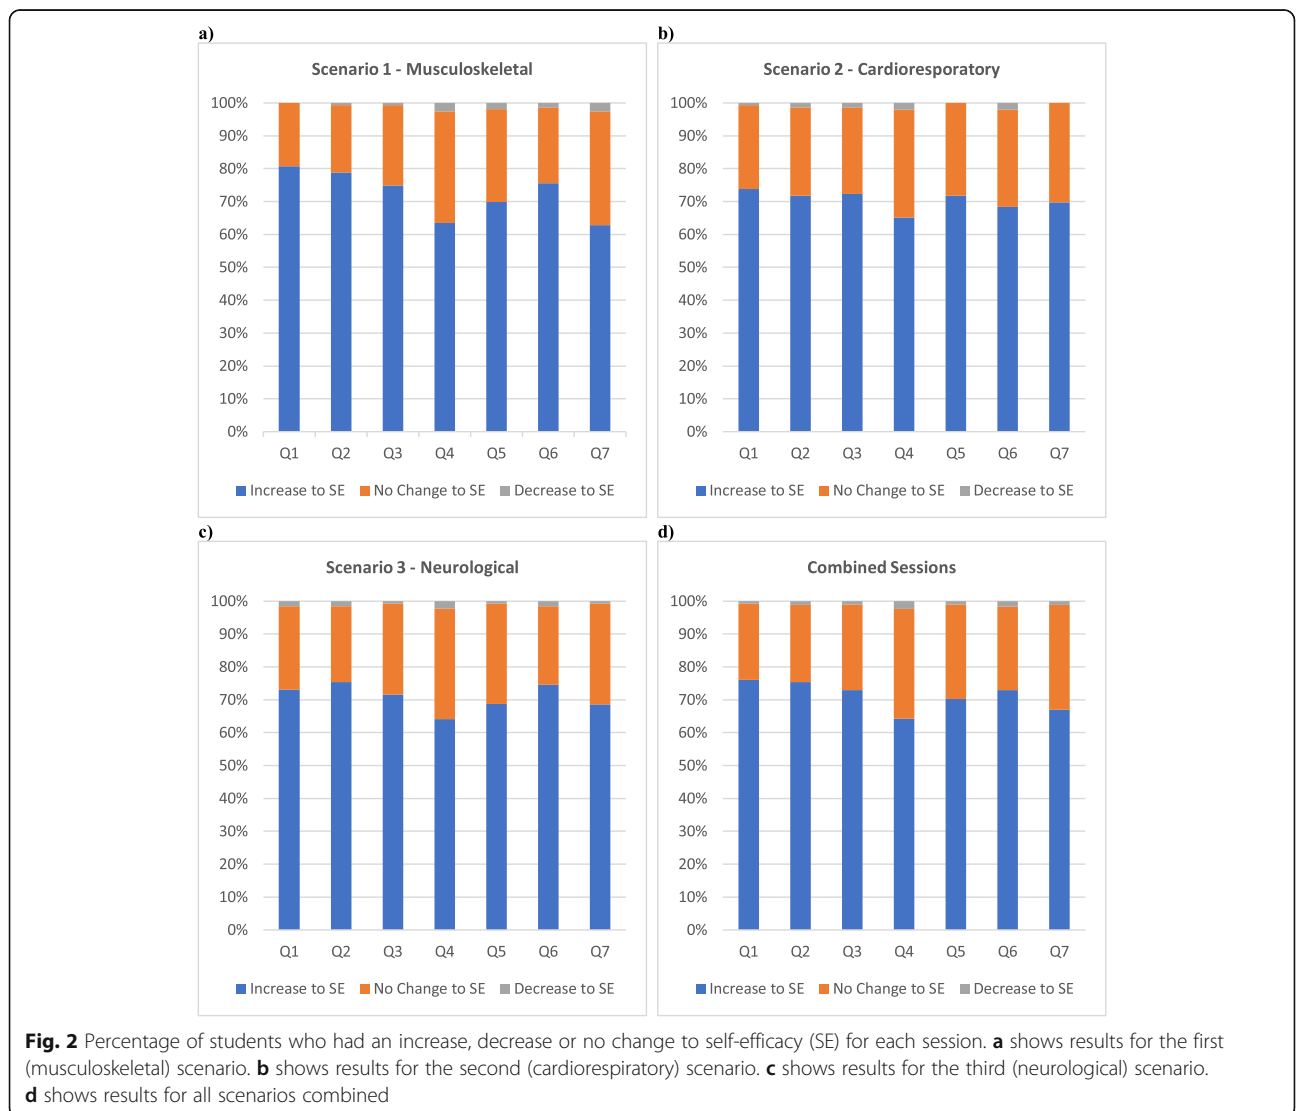 a)
Scenario 1 - Musculoskeletal
100%
90%
80%
70%
60%
50%
40%
30%
20%
10%
0%
Q1 Q2 Q3 Q4 Q5 Q6 Q7
Increase to SE No Change to SE Decrease to SE
b)
Scenario 2 - Cardioresporatory
100%
90%
80%
70%
60%
50%
40%
30%
20%
10%
0%
Q1 Q2 Q3 Q4 Q5 Q6 Q7
Increase to SE No Change to SE Decrease to SE
c)
Scenario 3 - Neurological
100%
90%
80%
70%
60%
50%
40%
30%
20%
10%
0%
Q1 Q2 Q3 Q4 Q5 Q6 Q7
Increase to SE No Change to SE Decrease to SE
d)
Combined Sessions
100%
90%
80%
70%
60%
50%
40%
30%
20%
10%
0%
Q1 Q2 Q3 Q4 Q5 Q6 Q7
Increase to SE No Change to SE Decrease to SE
Fig. 2 Percentage of students who had an increase, decrease or no change to self-efficacy (SE) for each session. a shows results for the first
(musculoskeletal) scenario. b shows results for the second (cardiorespiratory) scenario. c shows results for the third (neurological) scenario.
d shows results for all scenarios combined